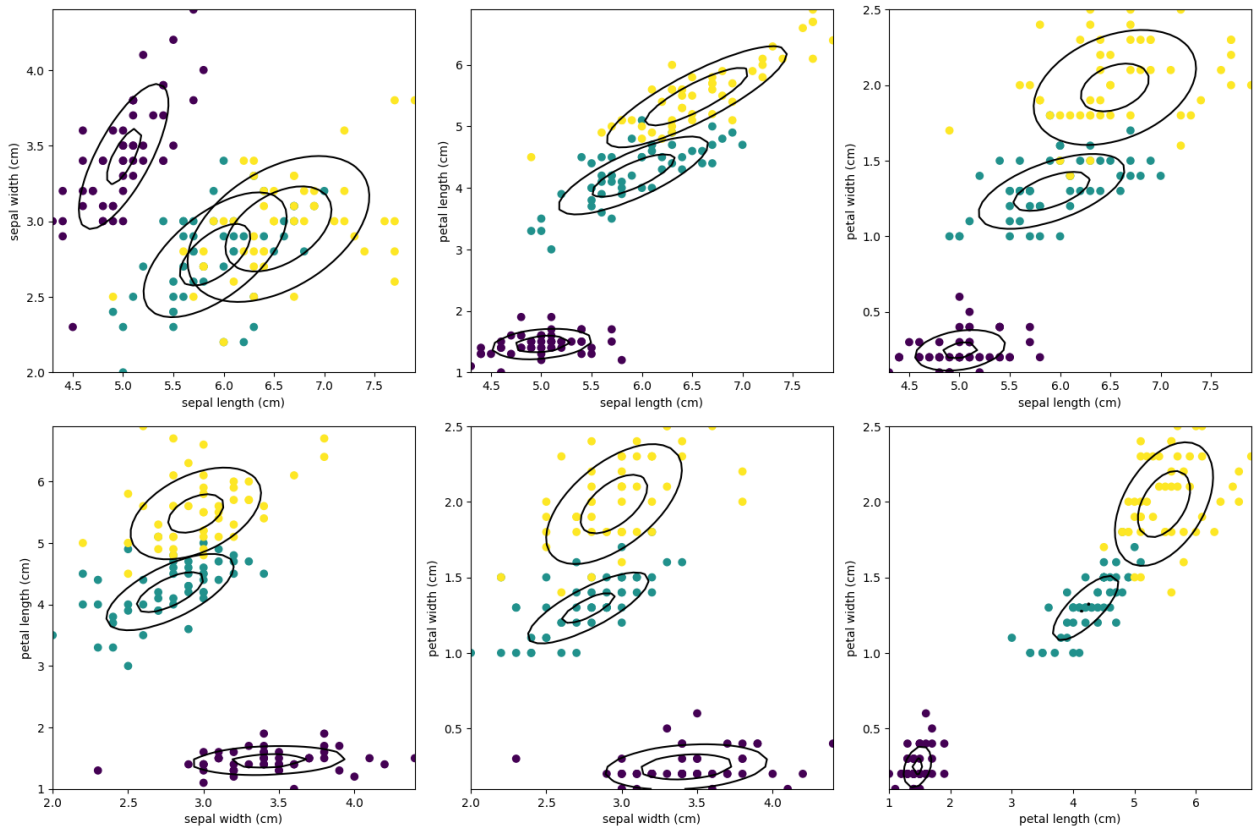 4.0
3.5
3.0
2.5
2.0
sepal width (cm)
4.5 5.0 5.5 6.0 6.5 7.0 7.5
sepal length (cm)
6
5
4
3
2
1
petal length (cm)
4.5 5.0 5.5 6.0 6.5 7.0 7.5
sepal length (cm)
2.5
2.0
1.5
1.0
0.5
petal width (cm)
4.5 5.0 5.5 6.0 6.5 7.0 7.5
sepal length (cm)
6
5
4
3
2
1
petal length (cm)
2.0 2.5 3.0 3.5 4.0
sepal width (cm)
2.5
2.0
1.5
1.0
0.5
petal width (cm)
2.0 2.5 3.0 3.5 4.0
sepal width (cm)
2.5
2.0
1.5
1.0
0.5
petal width (cm)
1 2 3 4 5 6
petal length (cm)